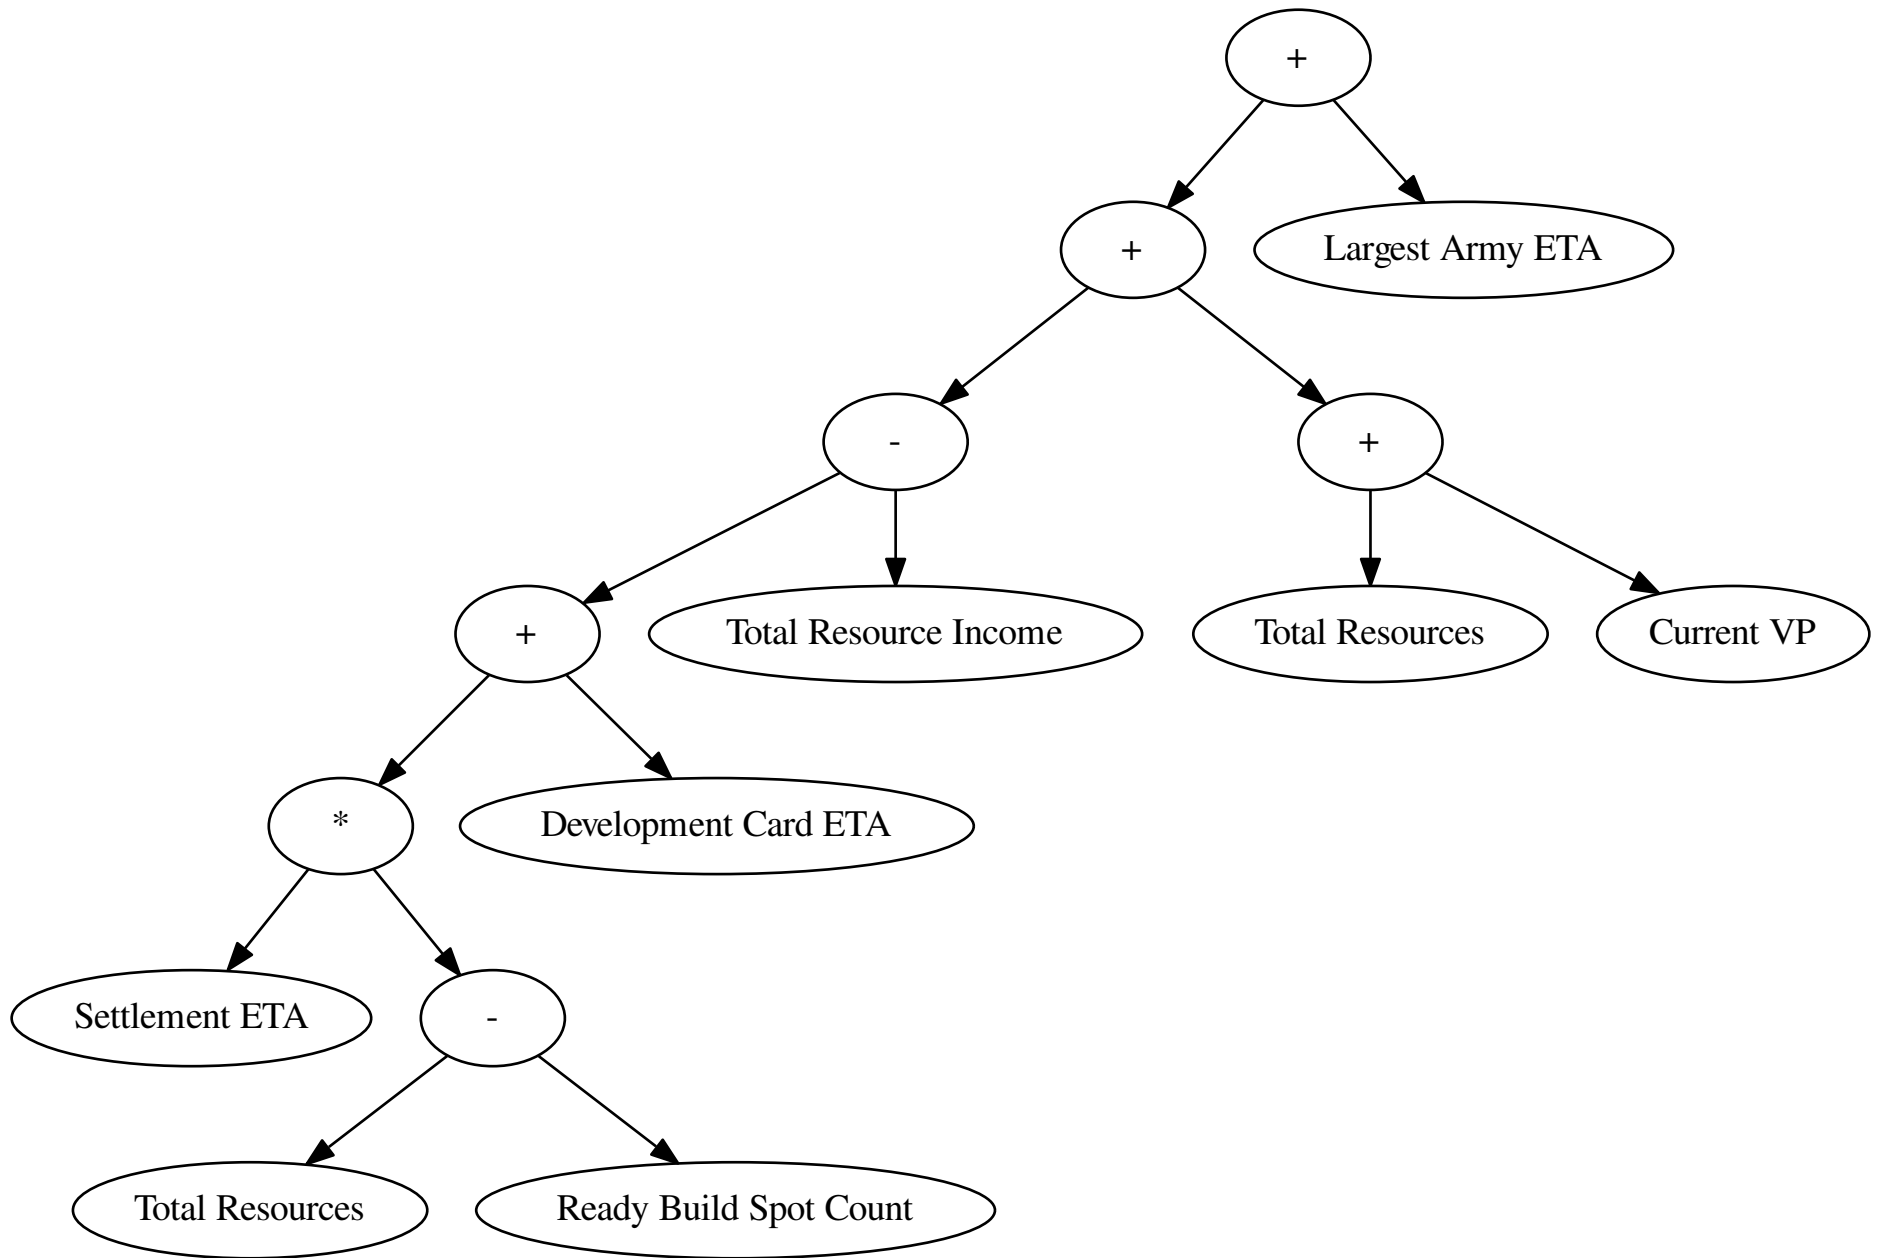 +
+
Largest Army ETA
-
+
+
Total Resource Income
Total Resources
Current VP
*
Development Card ETA
Settlement ETA
-
Total Resources
Ready Build Spot Count